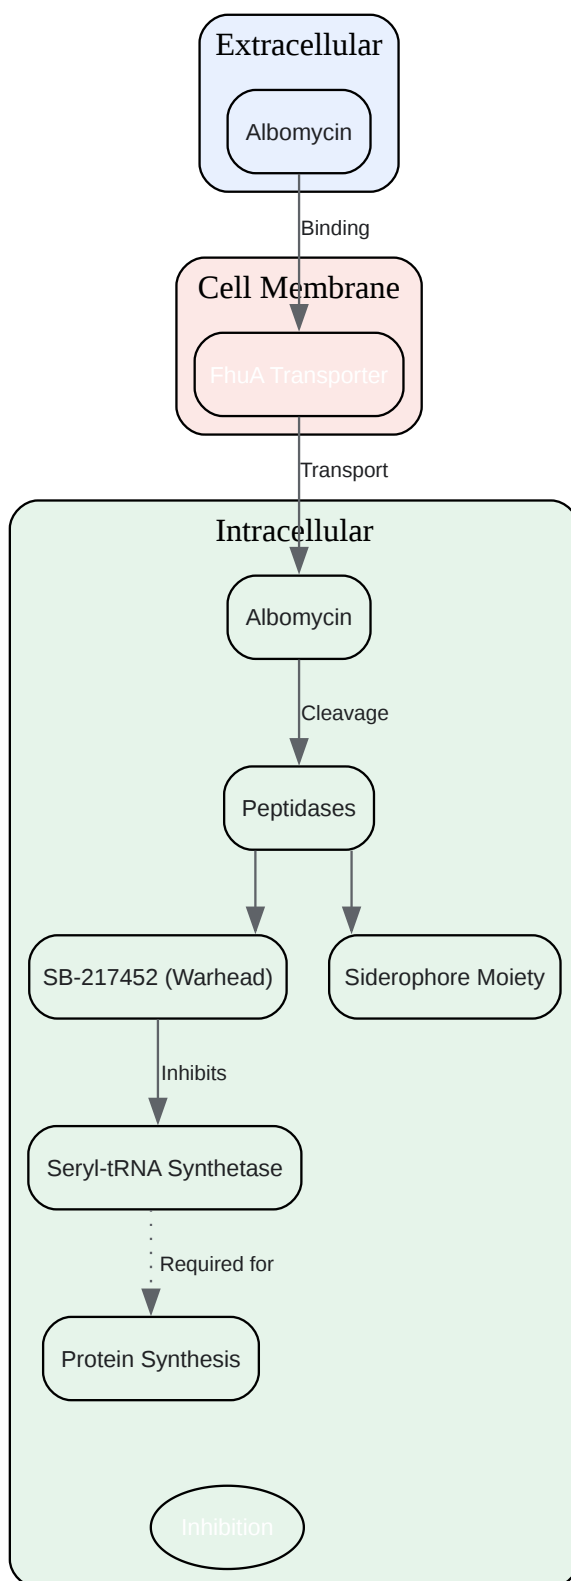 Extracellular
Albomycin
Binding
Cell Membrane
FhuA Transporter
Transport
Intracellular
Albomycin
Cleavage
Peptidases
SB-217452 (Warhead)
Siderophore Moiety
Inhibits
Seryl-tRNA Synthetase
Required for
Protein Synthesis
Inhibition